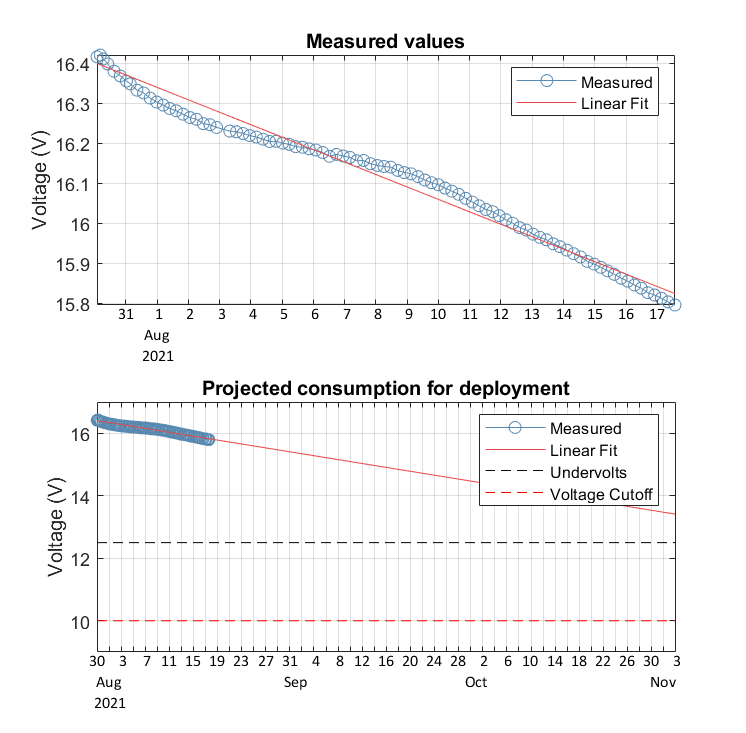 Measured values
Voltage (V)
16.4
16.3
16.2
16.1
16
15.9
15.8
Measured
Linear Fit
31 1 2 3 4 5 6 7 8 9 10 11 12 13 14 15 16 17
Aug
2021
Projected consumption for deployment
Voltage (V)
16
14
12
10
Measured
Linear Fit
Undervolts
Voltage Cutoff
30 3 7 11 15 19 23 27 31 4 8 12 16 20 24 28 2 6 10 14 18 22 26 30 3
Aug Sep Oct Nov
2021